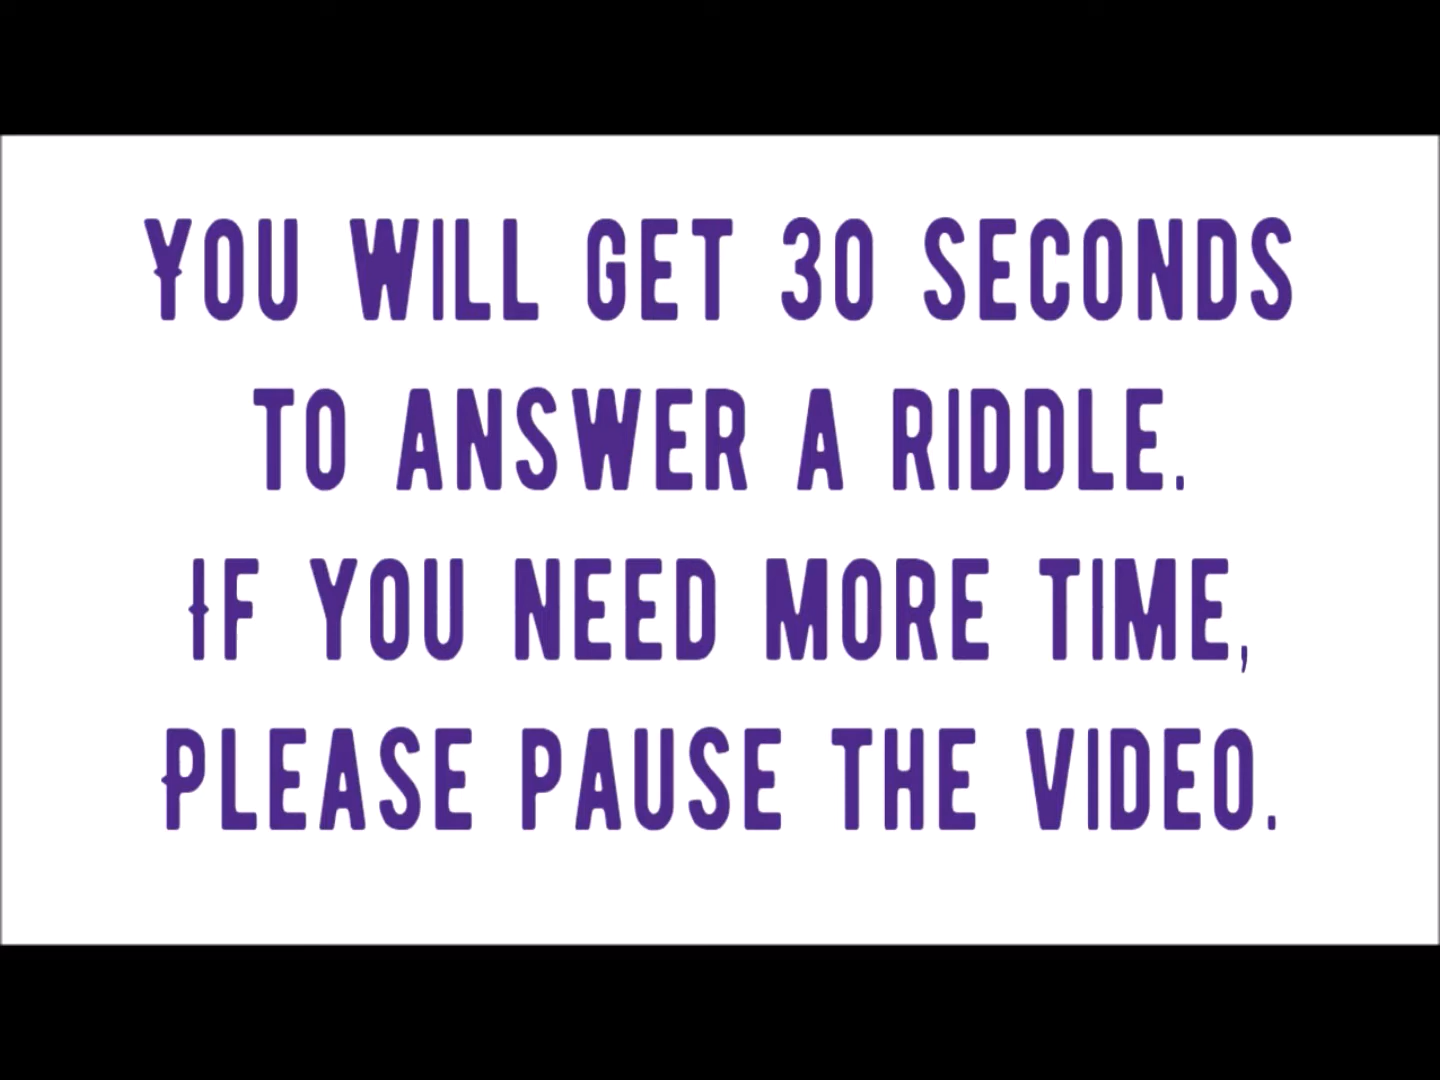 You will get 30 seconds
to answer a riddle.
If you need more time,
please pause the video.